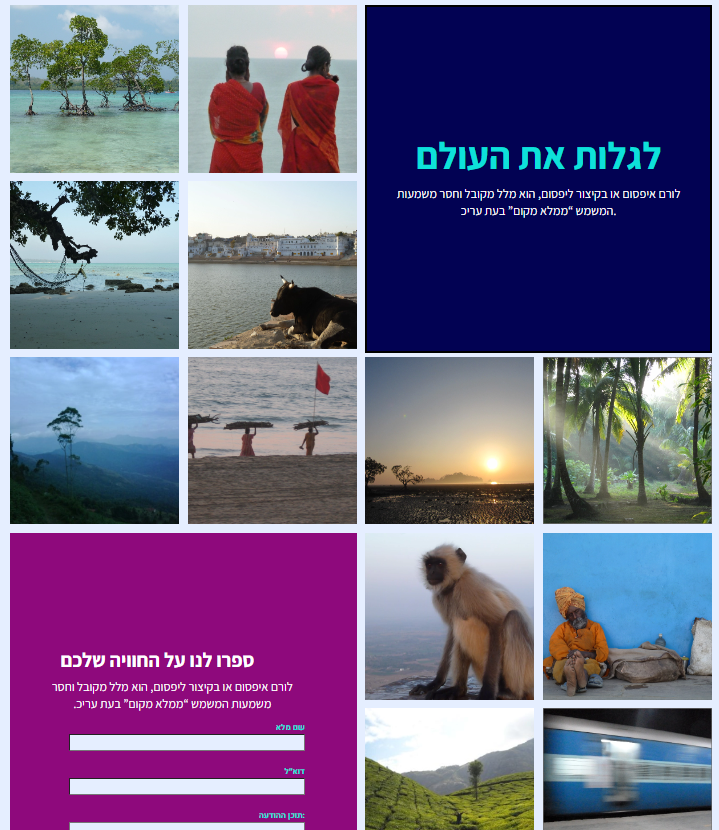 לגלות את העולם
לורם איפסום או בקיצור ליפסום, הוא מלל מקובל וחסר משמעות
המשמש “ממלא מקום” בעת עריכ.
ספרו לנו על החוויה שלכם
לורם איפסום או בקיצור ליפסום, הוא מלל מקובל וחסר
משמעות המשמש “ממלא מקום” בעת עריכ.
שם מלא
דוא"ל
תוכן ההודעה: